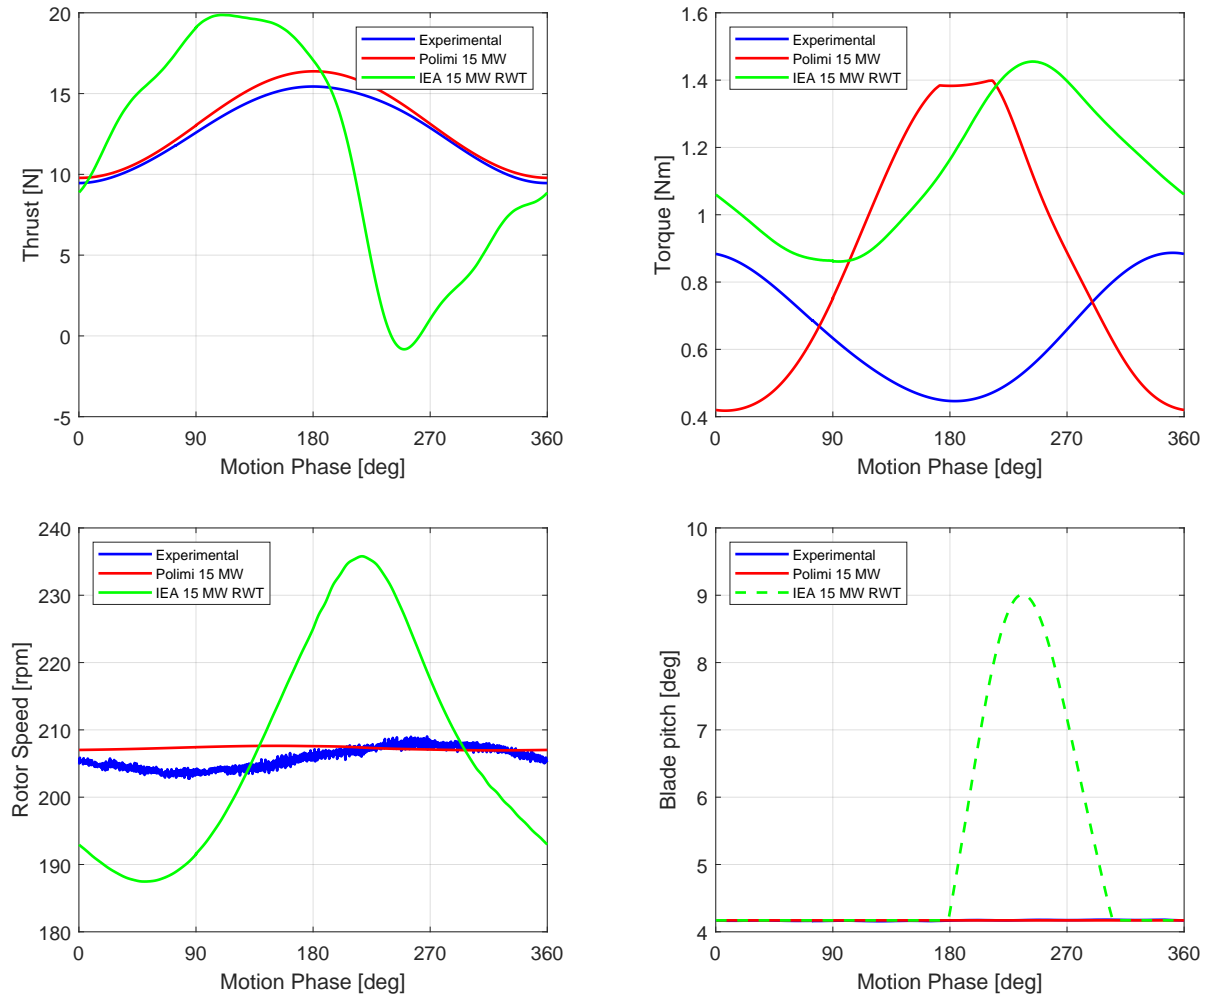 20
15
10
5
0
-5
Thrust [N]
0 90 180 270 360
Motion Phase [deg]
Experimental
Polimi 15 MW
IEA 15 MW RWT
1.6
1.4
1.2
1
0.8
0.6
0.4
Torque [Nm]
0 90 180 270 360
Motion Phase [deg]
Experimental
Polimi 15 MW
IEA 15 MW RWT
240
230
220
210
200
190
180
Rotor Speed [rpm]
0 90 180 270 360
Motion Phase [deg]
Experimental
Polimi 15 MW
IEA 15 MW RWT
10
9
8
7
6
5
4
Blade pitch [deg]
0 90 180 270 360
Motion Phase [deg]
Experimental
Polimi 15 MW
IEA 15 MW RWT